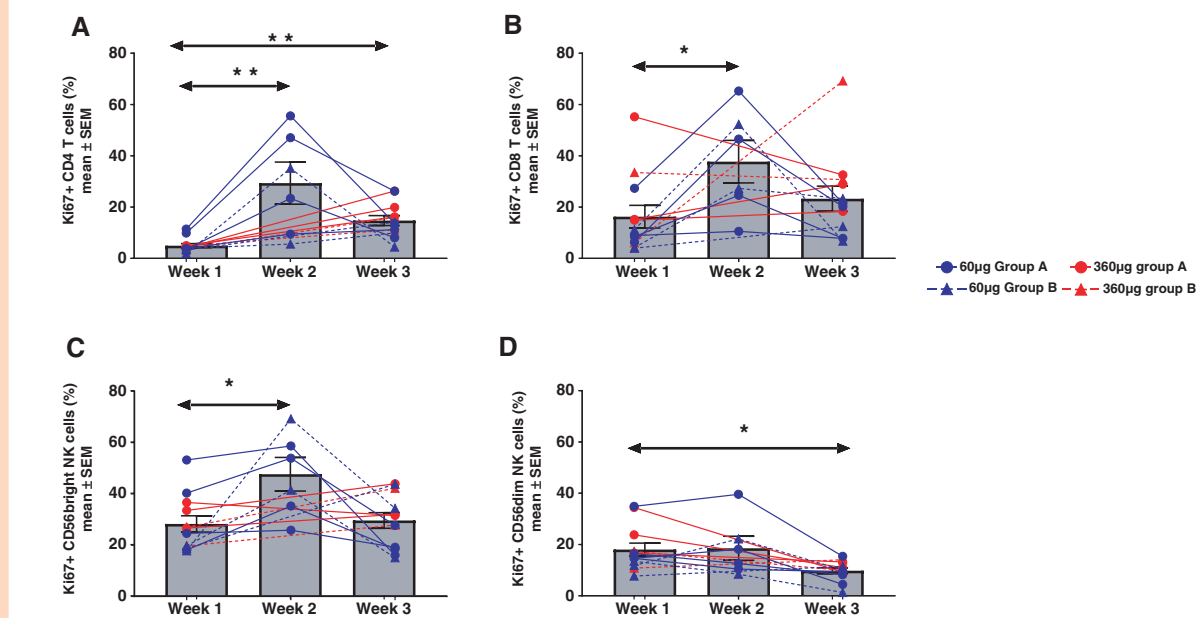 A
Ki67+ CD4 T cells (%)
mean ± SEM
80
60
40
20
0
* *
* *
Week 1 Week 2 Week 3
B
Ki67+ CD8 T cells (%)
mean ± SEM
80
60
40
20
0
*
Week 1 Week 2 Week 3
60µg Group A 360µg group A
60µg Group B 360µg group B
C
Ki67+ CD56bright NK cells (%)
mean ± SEM
80
60
40
20
0
*
Week 1 Week 2 Week 3
D
Ki67+ CD56dim NK cells (%)
mean ± SEM
80
60
40
20
0
*
Week 1 Week 2 Week 3